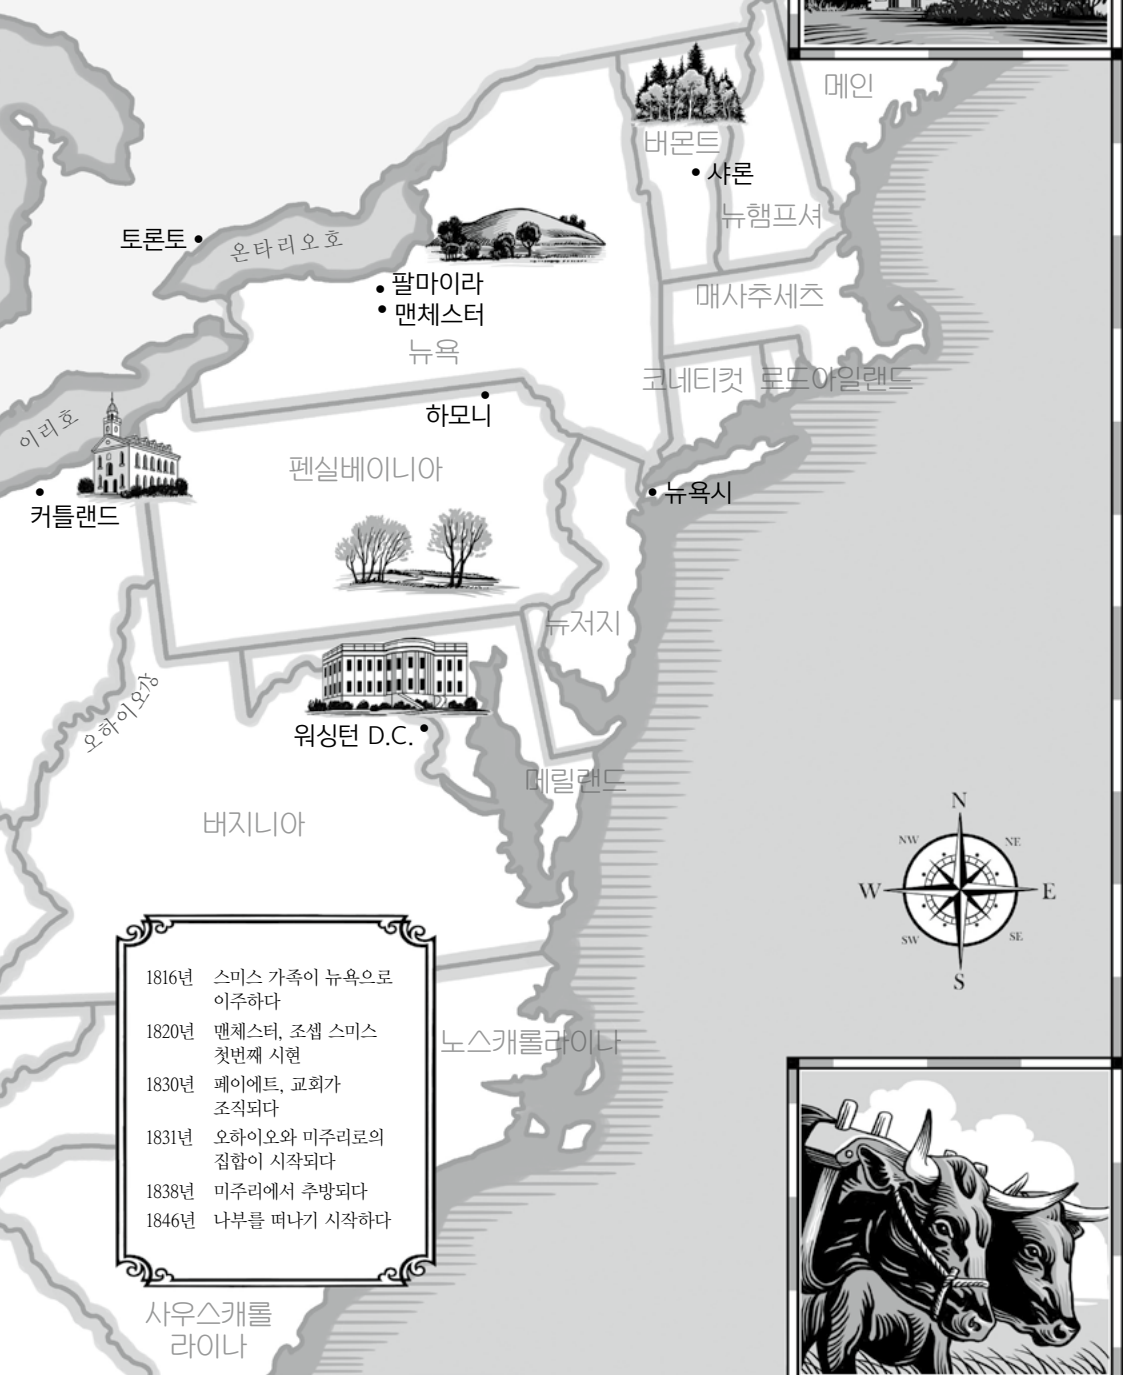 메인
버몬트
샤론
뉴햄프셔
토론토
온타리오호
팔마이라
맨체스터
매사추세츠
뉴욕
코네티컷 로드아일랜드
하모니
이리호
펜실베이니아
뉴욕시
커틀랜드
뉴저지
오하이오강
워싱턴 D.C.
메릴랜드
버지니아
N
NW NE
W E
SW SE
S
1816년 스미스 가족이 뉴욕으로
이주하다
1820년 맨체스터, 조셉 스미스
첫번째 시현
1830년 페이에트, 교회가
조직되다
1831년 오하이오와 미주리로의
집합이 시작되다
1838년 미주리에서 추방되다
1846년 나부를 떠나기 시작하다
노스캐롤라이나
사우스캐롤
라이나